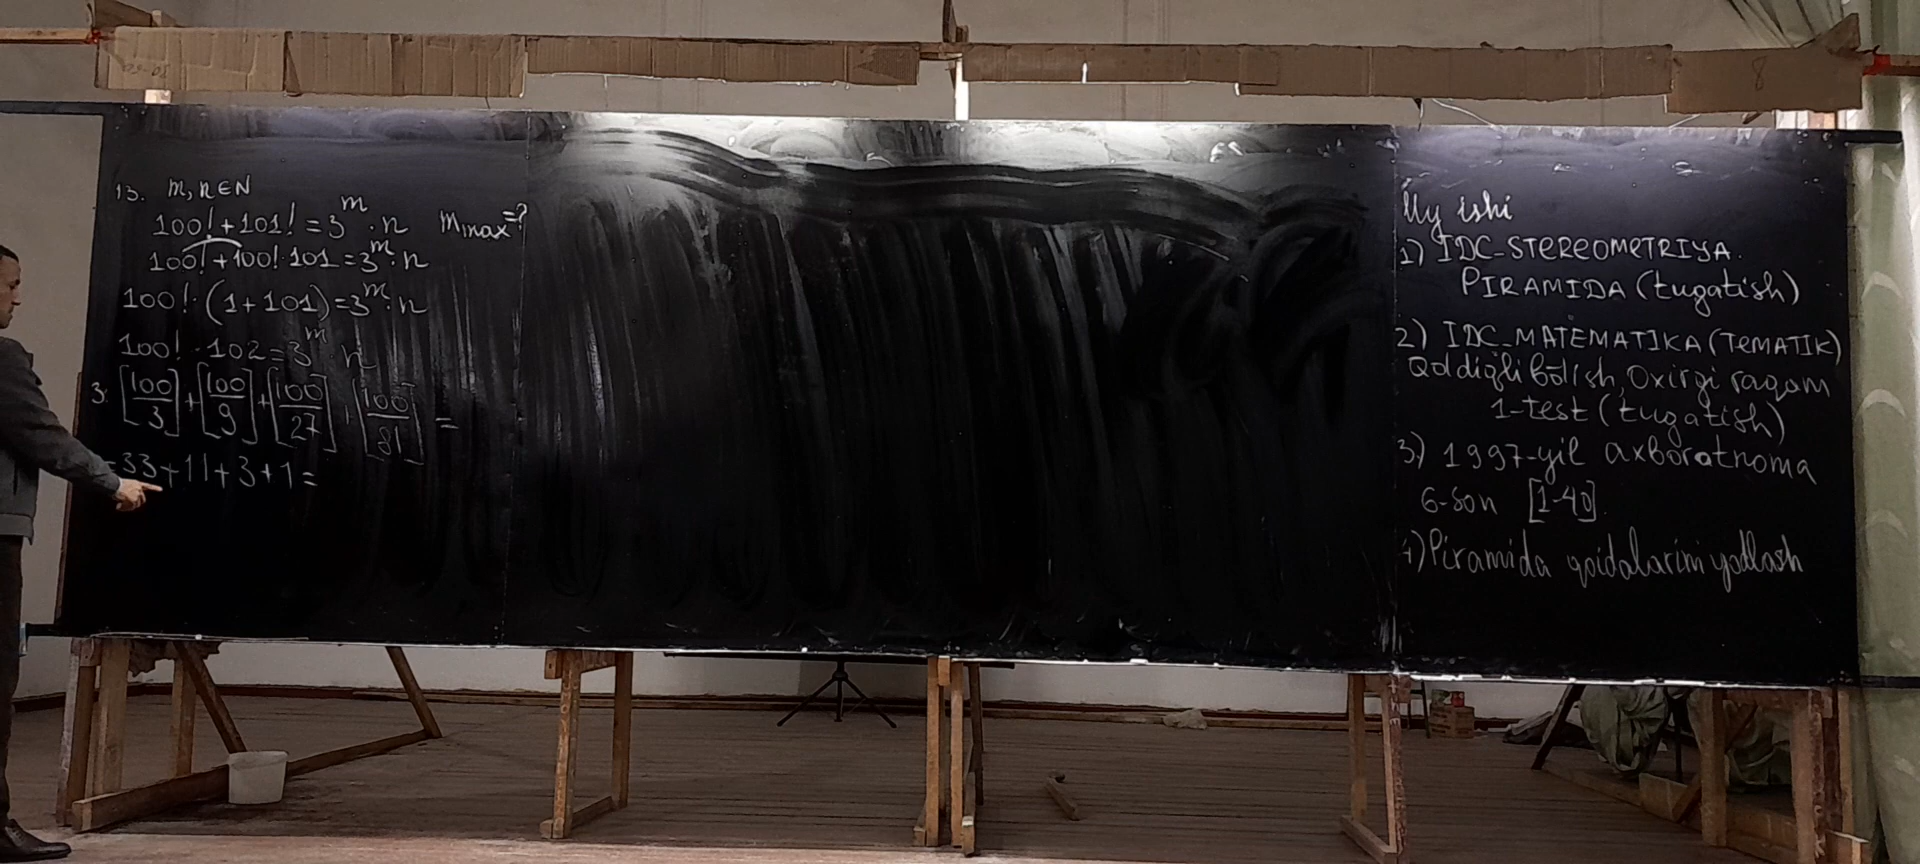 13. m, n ∈ N
100! + 101! = 3^m · n   m_max = ?
100! + 100! · 101 = 3^m · n
100! · (1 + 101) = 3^m · n
100! · 102 = 3^m · n
3: [100/3] + [100/9] + [100/27] + [100/81] =
= 33 + 11 + 3 + 1 =
Uy ishi
1) IDC-STEREOMETRIYA.
PIRAMIDA (tugatish)
2) IDC-MATEMATIKA (TEMATIK)
Qoldiqli bo'lish, Oxirgi raqam
1-test (tugatish)
3.) 1997-yil axborotnoma
6-son [1-40].
4) Piramida qoidalarini yodlash
8